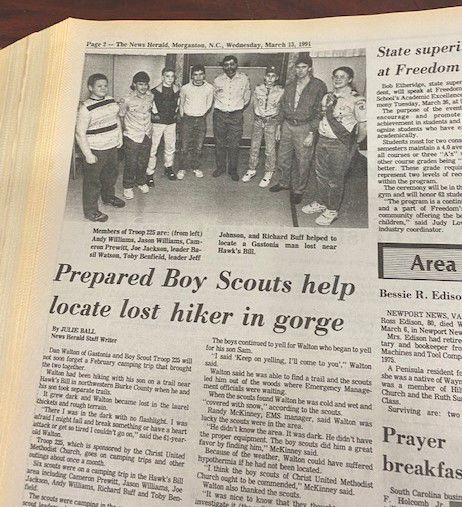 Page 2 — The News Herald, Morganton, N.C., Wednesday, March 13, 1991
Members of Troop 225 are: (from left)
Andy Williams, Jason Williams, Cam-
eron Prewitt, Joe Jackson, leader Ba-
sil Watson, Toby Benfield, leader Jeff
Johnson, and Richard Buff helped to
locate a Gastonia man lost near
Hawk's Bill.
Prepared Boy Scouts help
locate lost hiker in gorge
By JULIE BALL
News Herald Staff Writer
Dan Walton of Gastonia and Boy Scout Troop 225 will
not soon forget a February camping trip that brought
the two together.
Walton had been hiking with his son on a trail near
Hawk's Bill in northwestern Burke County when he and
his son took separate trails.
It grew dark and Walton became lost in the laurel
thickets and rough terrain.
"There I was in the dark with no flashlight. I was
afraid I might fall and break something or have a heart
attack or get so tired I couldn't go on," said the 61-year-
old Walton.
Troop 225, which is sponsored by the Christ United
Methodist Church, goes on camping trips and other
outings about once a month.
Six scouts were on a camping trip in the Hawk's Bill
area including Cameron Prewitt, Jason Williams, Joe
Jackson, Andy Williams, Richard Buff and Toby Ben-
field.
The scouts were camping in
The boys continued to yell for Walton who began to yell
for his son Sam.
"I said 'Keep on yelling, I'll come to you'," Walton
said.
Walton said he was able to find a trail and the scouts
led him out of the woods where Emergency Manage-
ment officials were waiting.
When the scouts found Walton he was cold and wet and
"covered with snow," according to the scouts.
Randy McKinney, EMS manager, said Walton was
lucky the scouts were in the area.
"He didn't know the area. It was dark. He didn't have
the proper equipment. The boy scouts did him a great
favor by finding him," McKinney said.
Because of the weather, Walton could have suffered
hypothermia if he had not been located.
"I think the boy scouts of Christ United Methodist
Church ought to be commended," McKinney said.
Walton also thanked the scouts.
"It was nice to know that they
State superi
at Freedom
Bob Etheridge, state super
dent, will speak at Freedom
School's Academic Excellence
mony Tuesday, March 26, at
The purpose of the event
encourage and promote
achievement in students and
ognize students who have
academically.
Students must for two cons
semesters maintain a 4.0 ave
all courses or three "A's"
other course grades being "
better. These grade requi
represent two levels of rec
within the program.
The ceremony will be in th
gym and will honor 62 stude
"The program is a contin
and a part of Freedom's
community offering the be
children," said Judy Lov
industry coordinator.
Area
Bessie R. Ediso
NEWPORT NEWS, VA
Ross Edison, 80, died W
March 6, in Newport New
Mrs. Edison had retire
tary and bookeeper fro
Machines and Tool Comp
1975.
A Peninsula resident f
she was a native of Wayn
was a member of Hil
Church and the Ruth Su
Class.
Surviving are: two
Prayer
breakfas
South Carolina busin
F. Holcomb Jr.